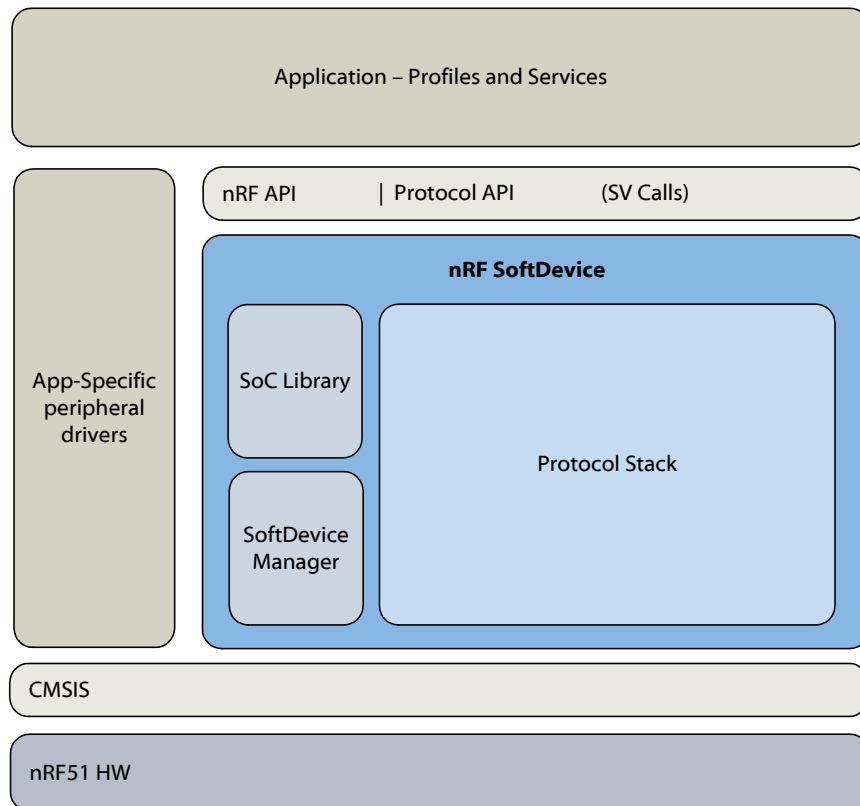 Application – Profiles and Services
nRF API | Protocol API (SV Calls)
nRF SoftDevice
App-Specific
peripheral
drivers
SoC Library
Protocol Stack
SoftDevice
Manager
CMSIS
nRF51 HW